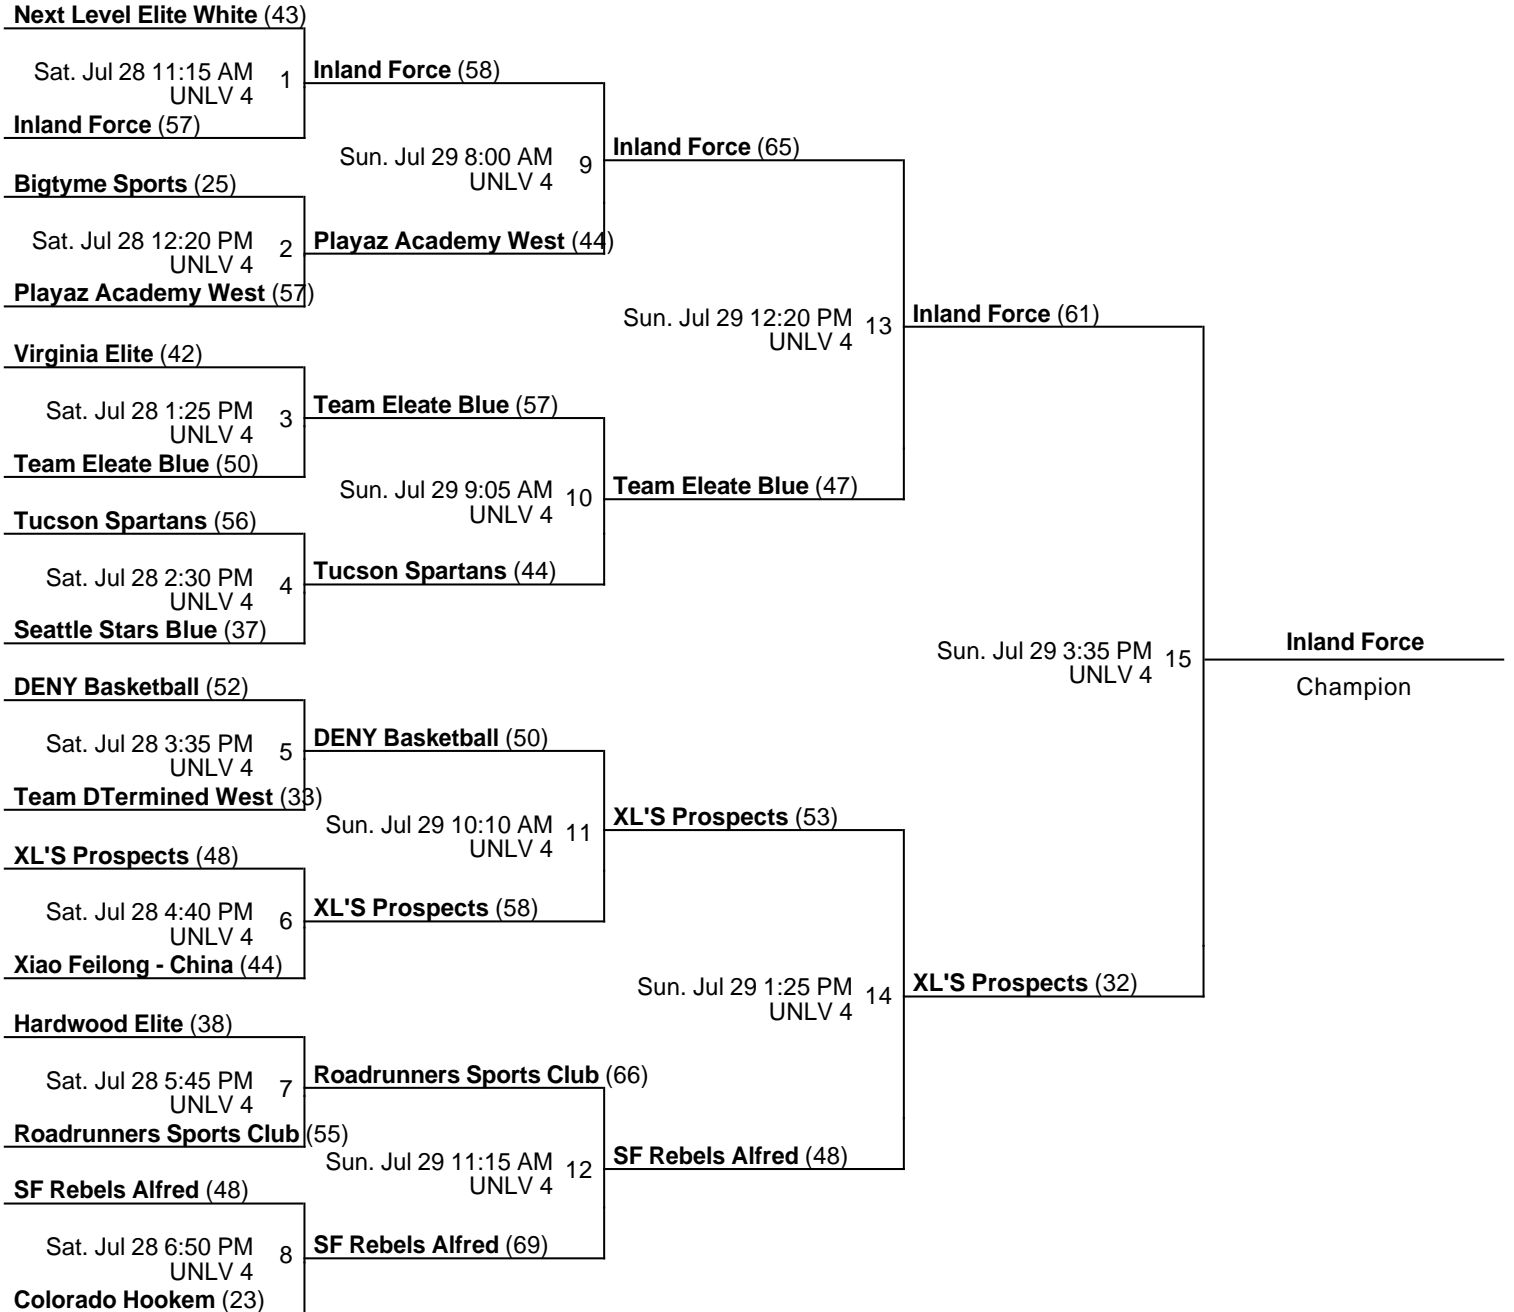 Next Level Elite White (43)
Sat. Jul 28 11:15 AM
UNLV 4
1
Inland Force (57)
Bigtyme Sports (25)
Sat. Jul 28 12:20 PM
UNLV 4
2
Playaz Academy West (57)
Virginia Elite (42)
Sat. Jul 28 1:25 PM
UNLV 4
3
Team Eleate Blue (50)
Tucson Spartans (56)
Sat. Jul 28 2:30 PM
UNLV 4
4
Seattle Stars Blue (37)
DENY Basketball (52)
Sat. Jul 28 3:35 PM
UNLV 4
5
Team DTermined West (33)
XL'S Prospects (48)
Sat. Jul 28 4:40 PM
UNLV 4
6
Xiao Feilong - China (44)
Hardwood Elite (38)
Sat. Jul 28 5:45 PM
UNLV 4
7
Roadrunners Sports Club (55)
SF Rebels Alfred (48)
Sat. Jul 28 6:50 PM
UNLV 4
8
Colorado Hookem (23)
Inland Force (58)
Sun. Jul 29 8:00 AM
UNLV 4
9
Playaz Academy West (44)
Team Eleate Blue (57)
Sun. Jul 29 9:05 AM
UNLV 4
10
Tucson Spartans (44)
DENY Basketball (50)
Sun. Jul 29 10:10 AM
UNLV 4
11
XL'S Prospects (58)
Roadrunners Sports Club (66)
Sun. Jul 29 11:15 AM
UNLV 4
12
SF Rebels Alfred (69)
Inland Force (65)
Sun. Jul 29 12:20 PM
UNLV 4
13
Team Eleate Blue (47)
XL'S Prospects (53)
Sun. Jul 29 1:25 PM
UNLV 4
14
SF Rebels Alfred (48)
Inland Force (61)
Sun. Jul 29 3:35 PM
UNLV 4
15
XL'S Prospects (32)
Inland Force
Champion